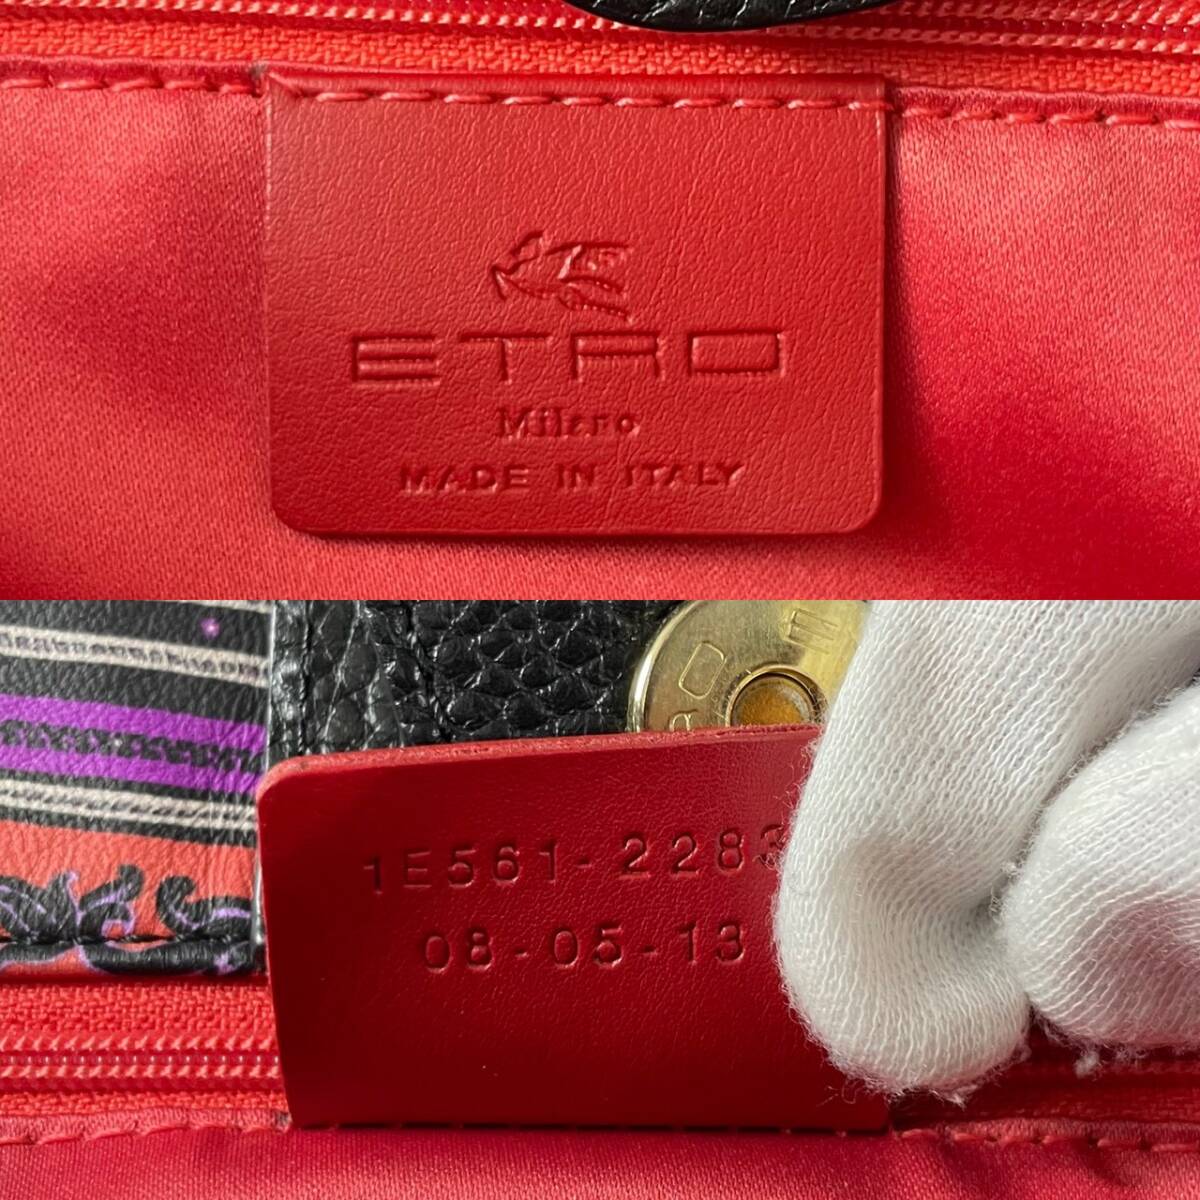 ETRO
Milano
MADE IN ITALY
1E561-2283
08-05-13